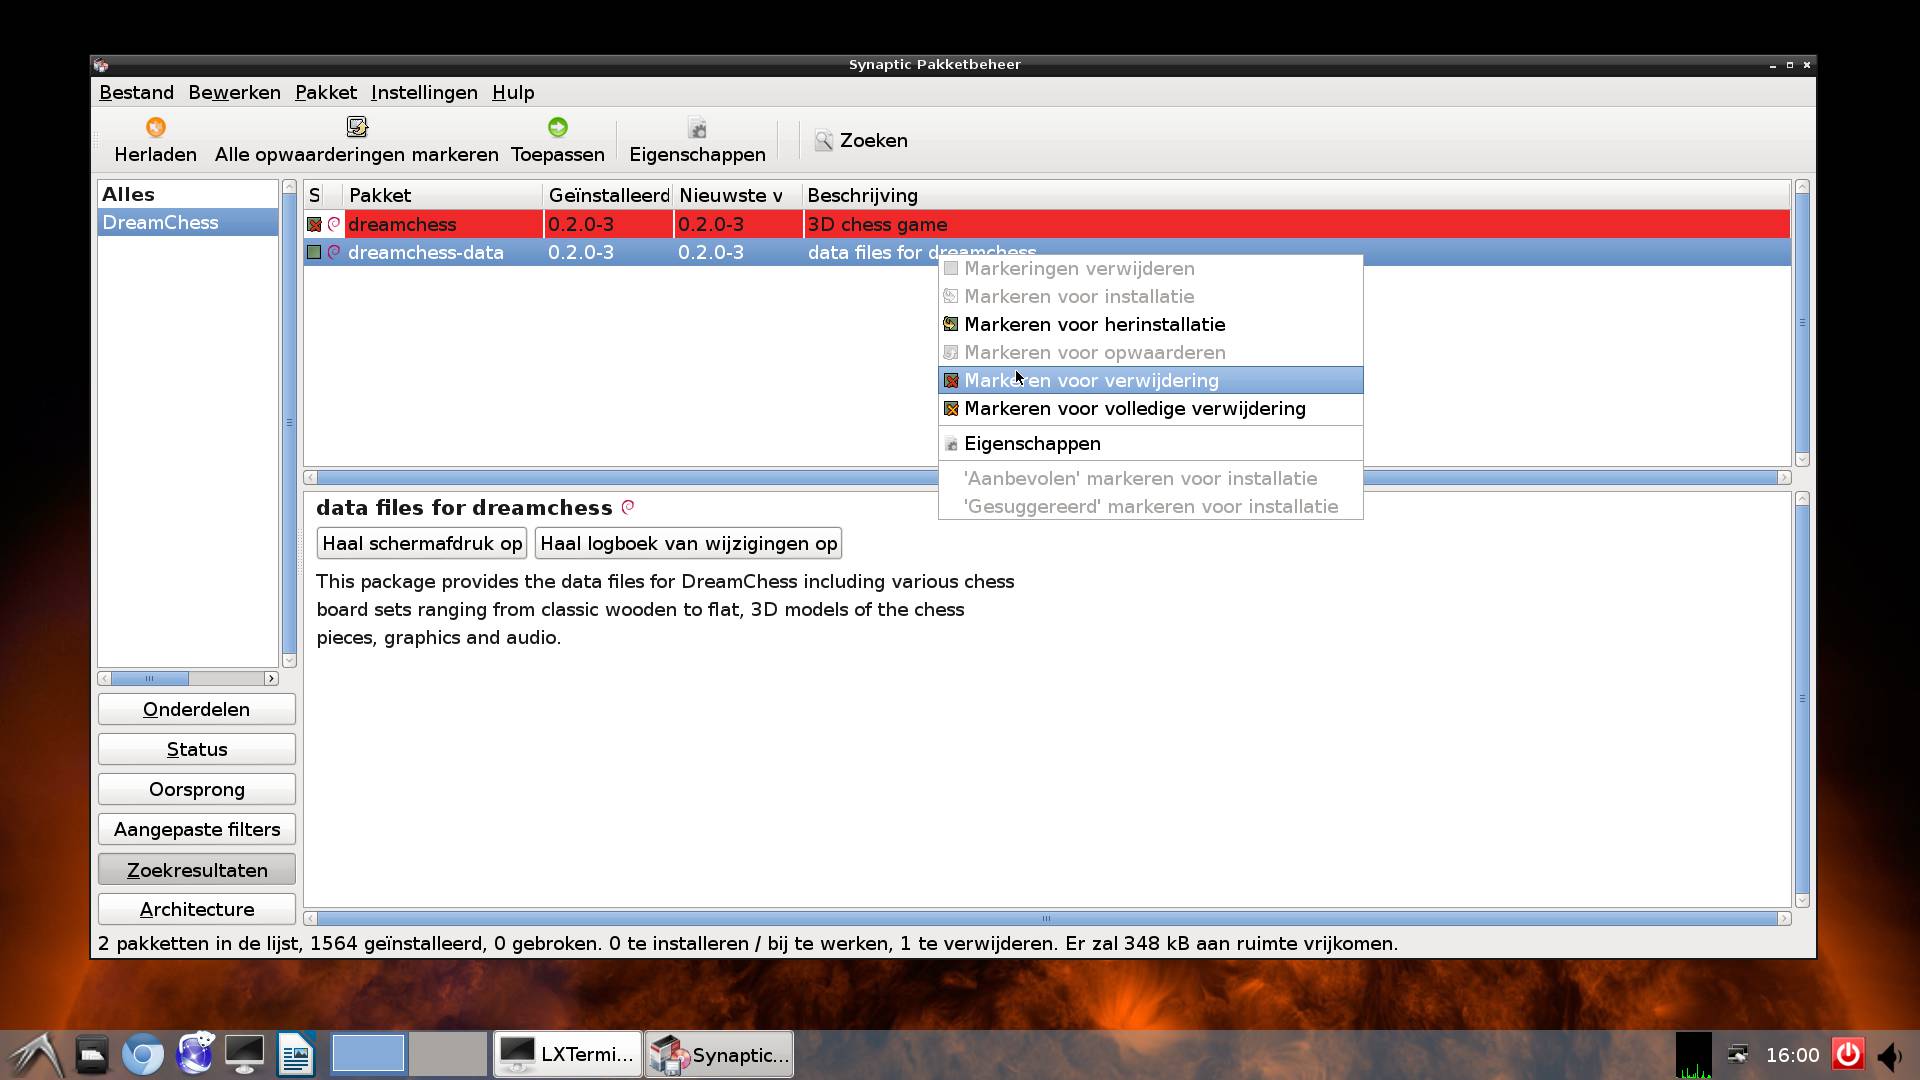 Synaptic Pakketbeheer
Bestand Bewerken Pakket Instellingen Hulp
Herladen Alle opwaarderingen markeren Toepassen Eigenschappen Zoeken
Alles
DreamChess
S Pakket Geïnstalleerd Nieuwste v Beschrijving
dreamchess 0.2.0-3 0.2.0-3 3D chess game
dreamchess-data 0.2.0-3 0.2.0-3 data files for dreamchess
Markeringen verwijderen
Markeren voor installatie
Markeren voor herinstallatie
Markeren voor opwaarderen
Markeren voor verwijdering
Markeren voor volledige verwijdering
Eigenschappen
'Aanbevolen' markeren voor installatie
'Gesuggereerd' markeren voor installatie
data files for dreamchess
Haal schermafdruk op Haal logboek van wijzigingen op
This package provides the data files for DreamChess including various chess
board sets ranging from classic wooden to flat, 3D models of the chess
pieces, graphics and audio.
Onderdelen
Status
Oorsprong
Aangepaste filters
Zoekresultaten
Architecture
2 pakketten in de lijst, 1564 geïnstalleerd, 0 gebroken. 0 te installeren / bij te werken, 1 te verwijderen. Er zal 348 kB aan ruimte vrijkomen.
LXTermi... Synaptic... 16:00